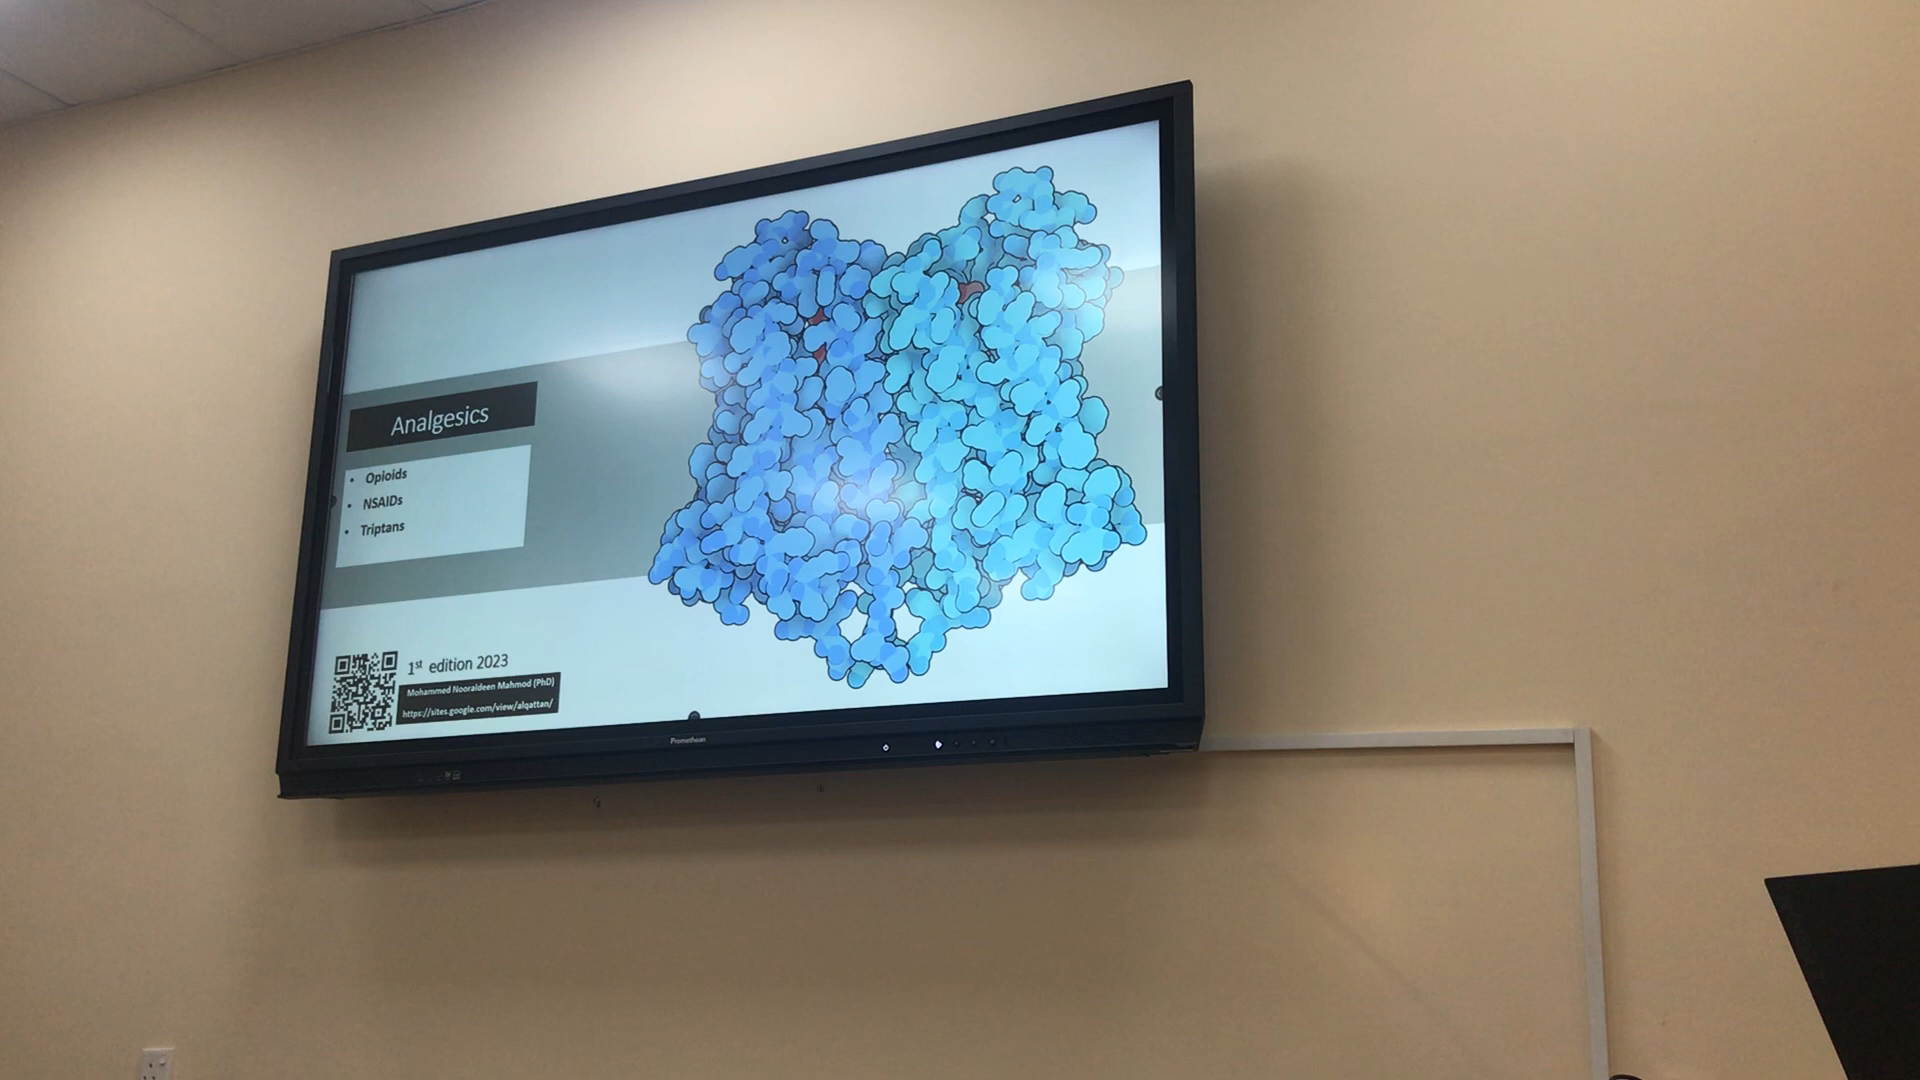 Analgesics
• Opioids
• NSAIDs
• Triptans
1st edition 2023
Mohammed Nooraldeen Mahmod (PhD)
https://sites.google.com/view/alqattan/
Promethean